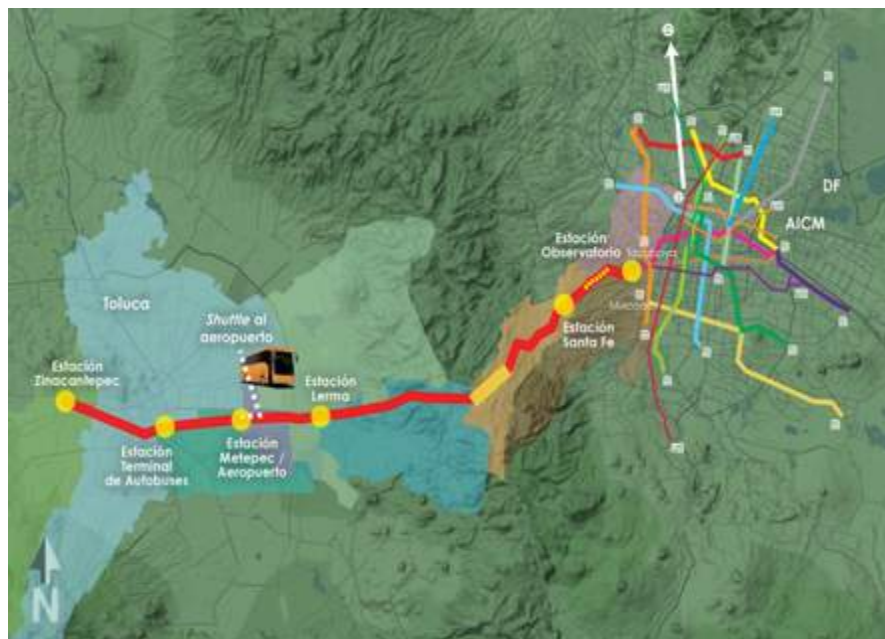 DF
AICM
Estación
Observatorio
Tacubaya
Toluca
Shuttle al
aeropuerto
Estación
Santa Fe
Estación
Zinacantepec
Estación
Lerma
Estación
Terminal
de Autobuses
Estación
Metepec /
Aeropuerto
N